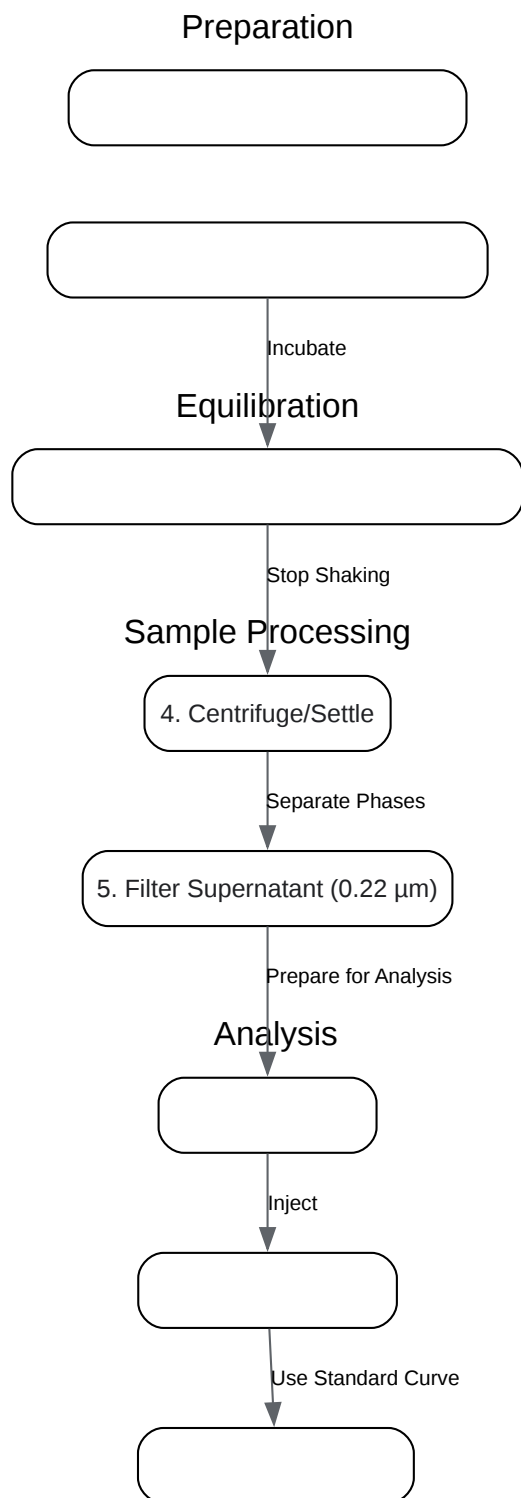 Preparation
Incubate
Equilibration
Stop Shaking
Sample Processing
4. Centrifuge/Settle
Separate Phases
5. Filter Supernatant (0.22 µm)
Prepare for Analysis
Analysis
Inject
Use Standard Curve